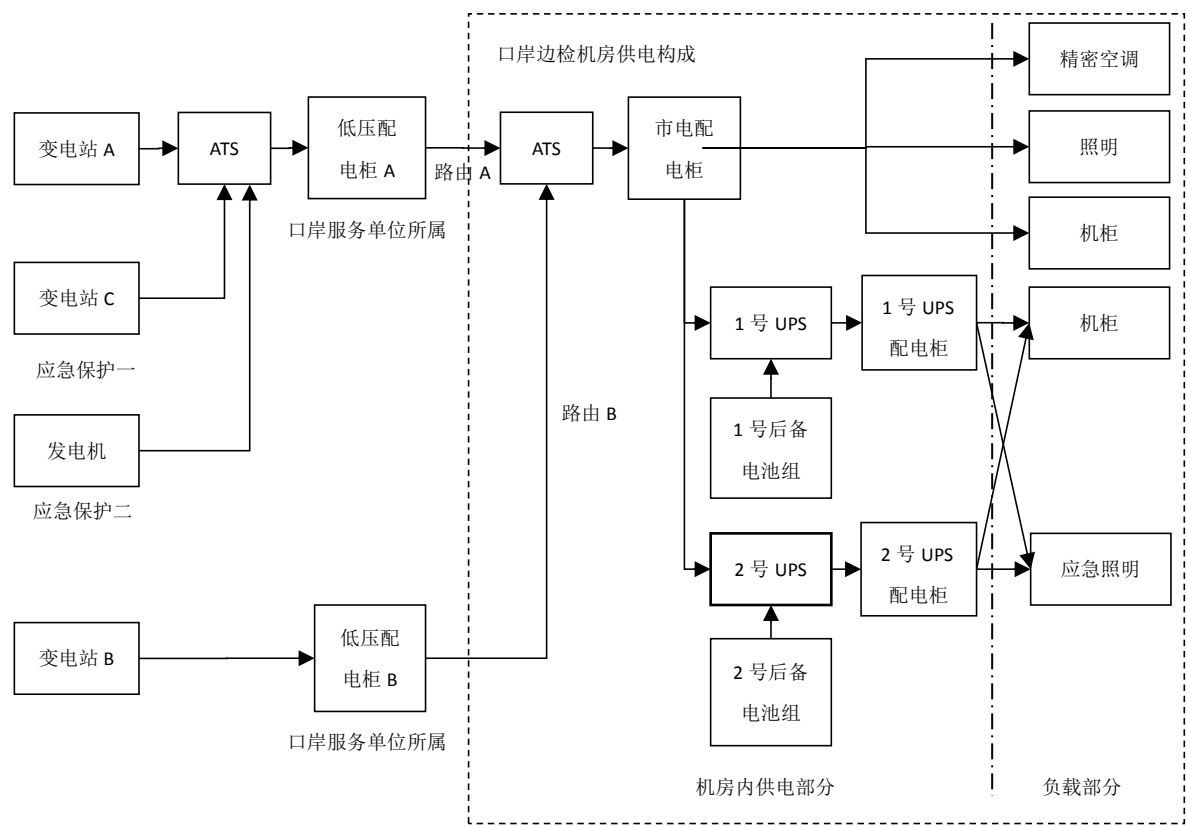 口岸边检机房供电构成
精密空调
变电站 A
ATS
低压配
电柜 A
路由 A
ATS
市电配
电柜
照明
口岸服务单位所属
机柜
变电站 C
应急保护一
1 号 UPS
1 号 UPS
配电柜
机柜
路由 B
1 号后备
电池组
发电机
应急保护二
2 号 UPS
2 号 UPS
配电柜
应急照明
变电站 B
低压配
电柜 B
口岸服务单位所属
2 号后备
电池组
机房内供电部分
负载部分